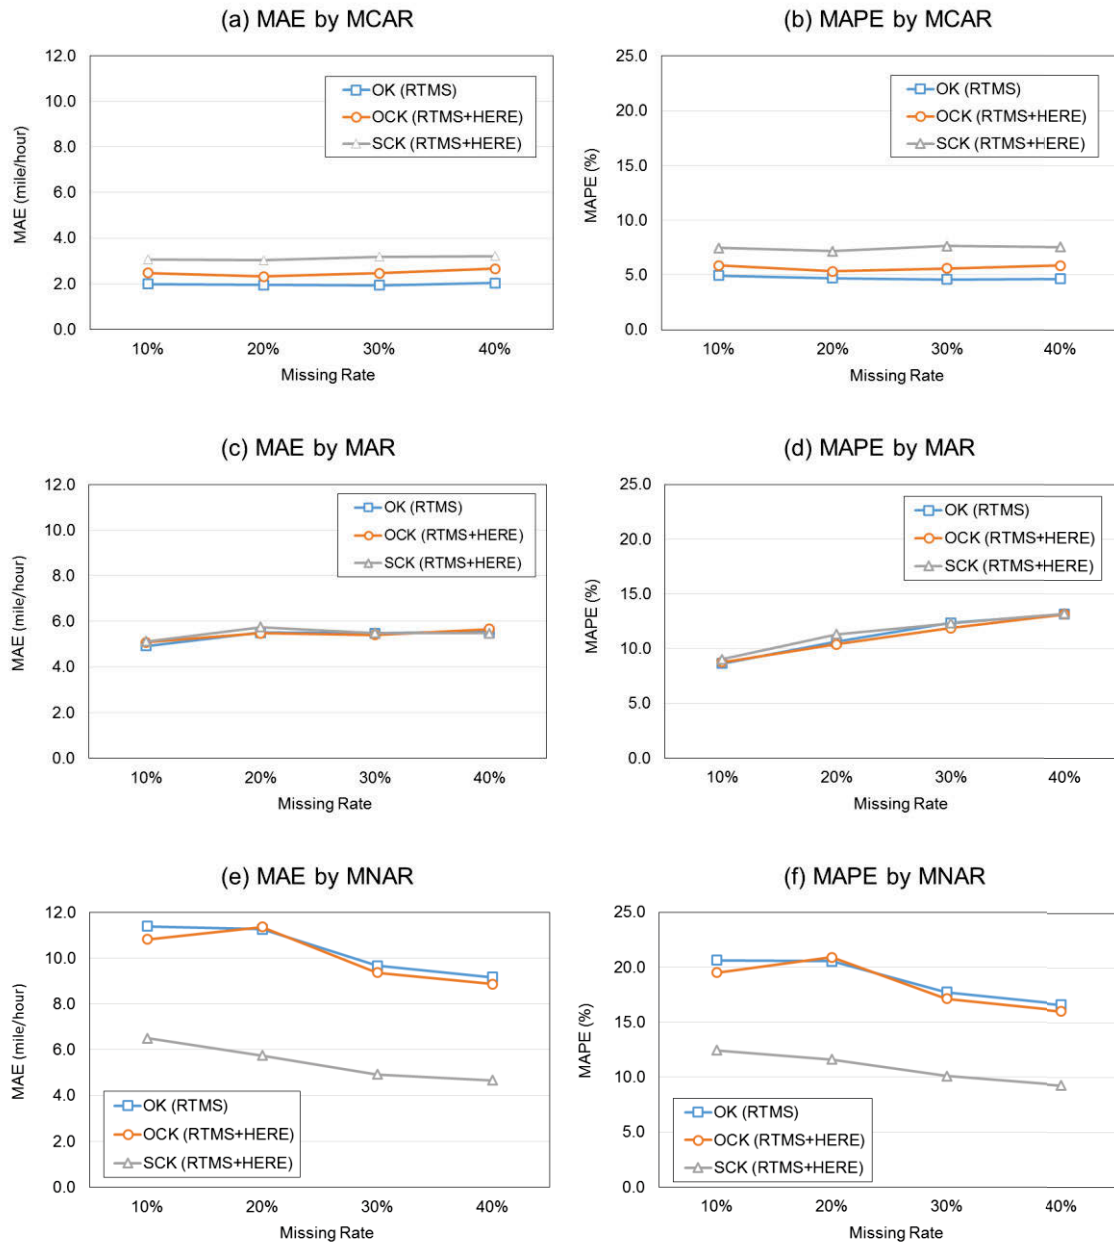 (a) MAE by MCAR
12.0
10.0
8.0
6.0
4.0
2.0
0.0
MAE (mile/hour)
OK (RTMS)
OCK (RTMS+HERE)
SCK (RTMS+HERE)
10% 20% 30% 40%
Missing Rate
(b) MAPE by MCAR
25.0
20.0
15.0
10.0
5.0
0.0
MAPE (%)
OK (RTMS)
OCK (RTMS+HERE)
SCK (RTMS+HERE)
10% 20% 30% 40%
Missing Rate
(c) MAE by MAR
12.0
10.0
8.0
6.0
4.0
2.0
0.0
MAE (mile/hour)
OK (RTMS)
OCK (RTMS+HERE)
SCK (RTMS+HERE)
10% 20% 30% 40%
Missing Rate
(d) MAPE by MAR
25.0
20.0
15.0
10.0
5.0
0.0
MAPE (%)
OK (RTMS)
OCK (RTMS+HERE)
SCK (RTMS+HERE)
10% 20% 30% 40%
Missing Rate
(e) MAE by MNAR
12.0
10.0
8.0
6.0
4.0
2.0
0.0
MAE (mile/hour)
OK (RTMS)
OCK (RTMS+HERE)
SCK (RTMS+HERE)
10% 20% 30% 40%
Missing Rate
(f) MAPE by MNAR
25.0
20.0
15.0
10.0
5.0
0.0
MAPE (%)
OK (RTMS)
OCK (RTMS+HERE)
SCK (RTMS+HERE)
10% 20% 30% 40%
Missing Rate